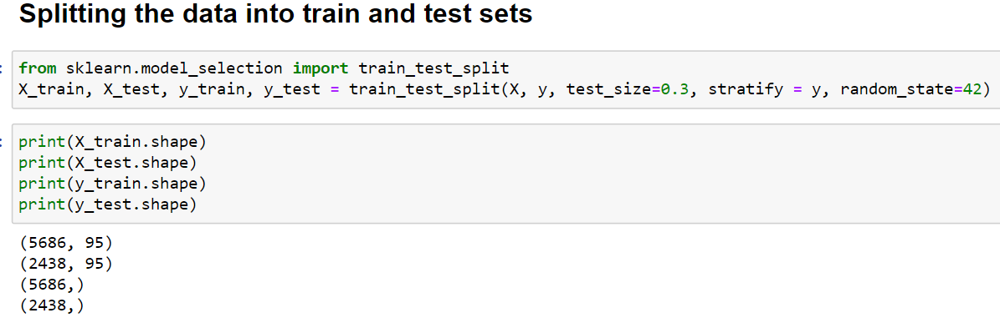 Splitting the data into train and test sets
from sklearn.model_selection import train_test_split
X_train, X_test, y_train, y_test = train_test_split(X, y, test_size=0.3, stratify = y, random_state=42)
print(X_train.shape)
print(X_test.shape)
print(y_train.shape)
print(y_test.shape)
(5686, 95)
(2438, 95)
(5686,)
(2438,)